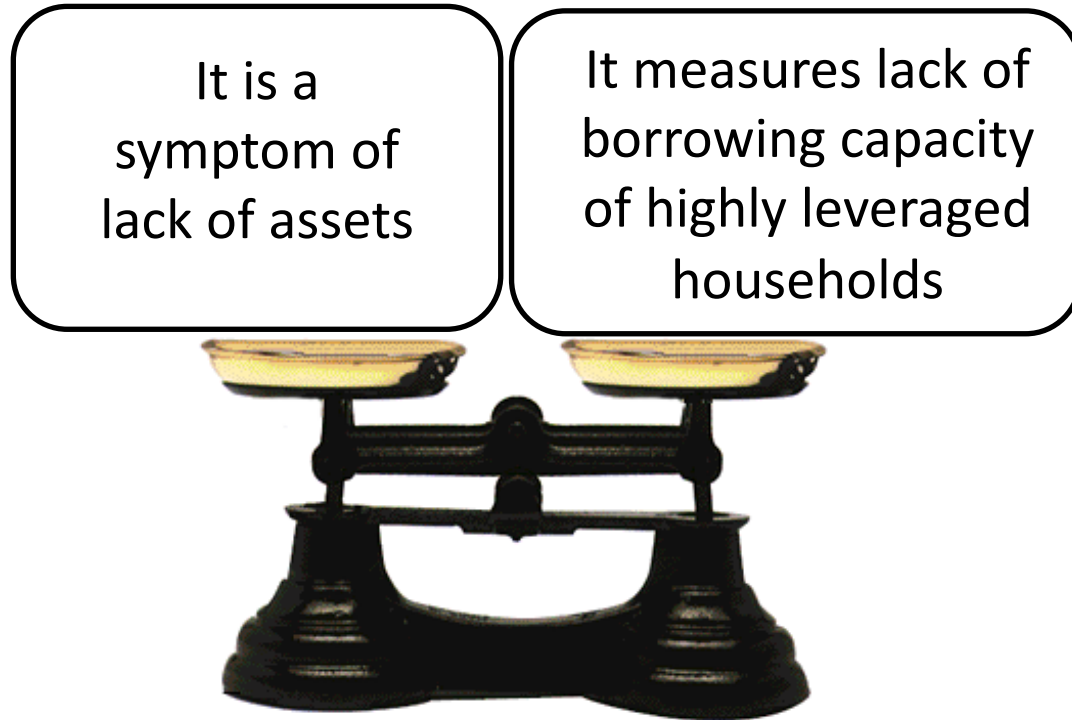 It is a
symptom of
lack of assets
It measures lack of
borrowing capacity
of highly leveraged
households